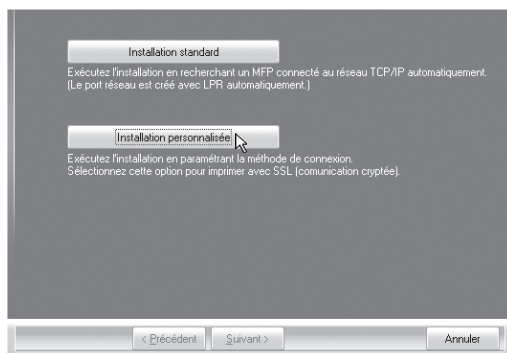 Installation standard
Exécutez l'installation en recherchant un MFP connecté au réseau TCP/IP automatiquement.
(Le port réseau est créé avec LPR automatiquement.)
Installation personnalisée
Exécutez l'installation en paramétrant la méthode de connexion.
Sélectionnez cette option pour imprimer avec SSL (comunication cryptée).
< Précédent
Suivant >
Annuler